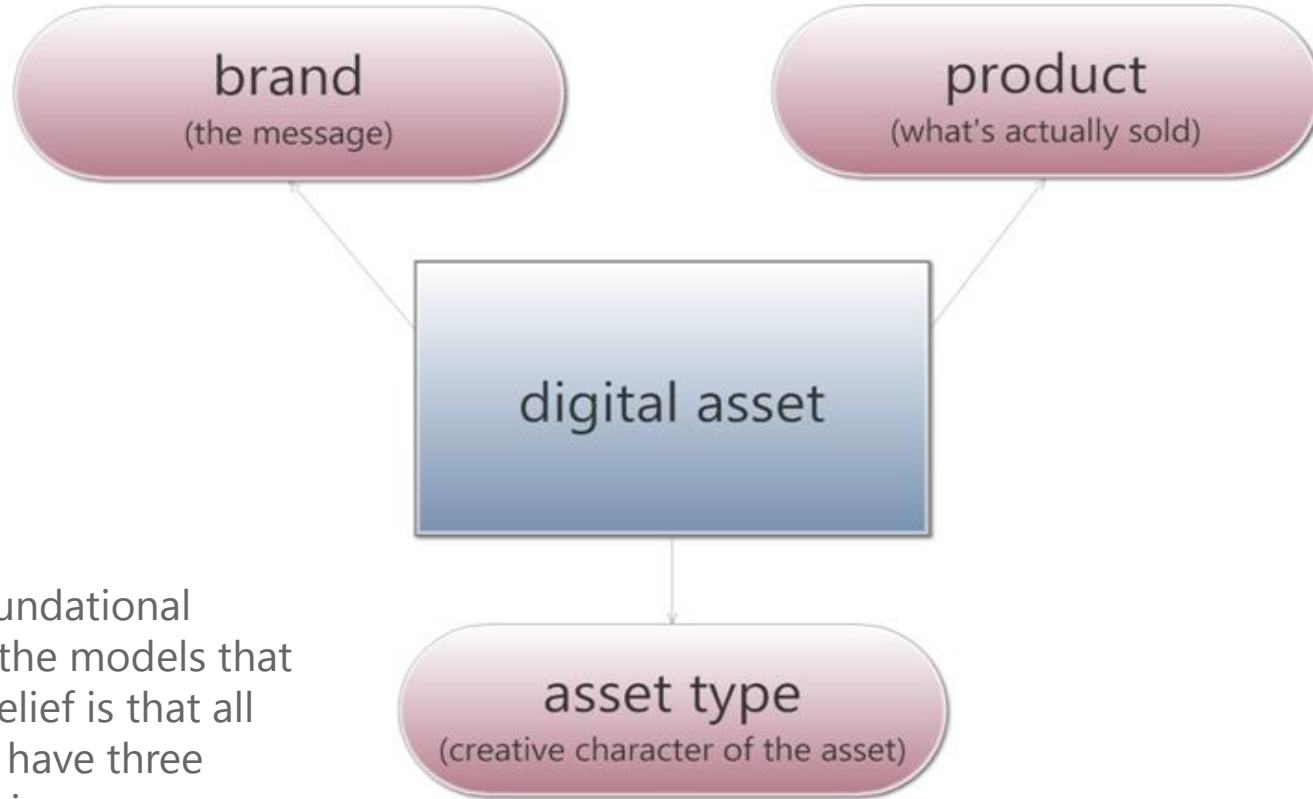 brand
(the message)
product
(what's actually sold)
digital asset
asset type
(creative character of the asset)
undational
the models that
elief is that all
have three